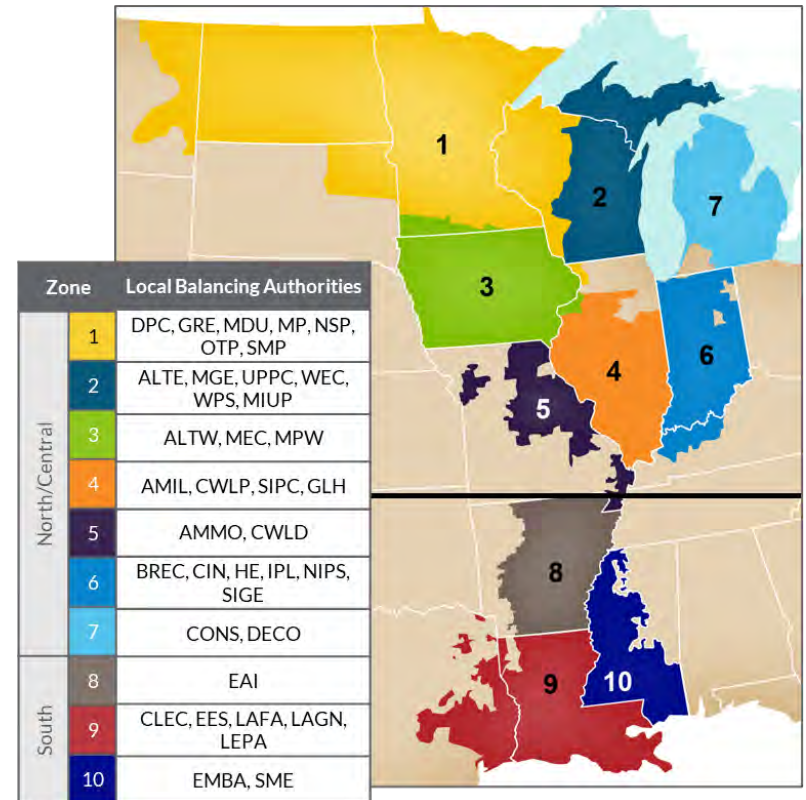 1
2
7
3
4
6
5
8
9
10
Zone Local Balancing Authorities
North/Central
1 DPC, GRE, MDU, MP, NSP,
OTP, SMP
2 ALTE, MGE, UPPC, WEC,
WPS, MIUP
3 ALTW, MEC, MPW
4 AMIL, CWLP, SIPC, GLH
5 AMMO, CWLD
6 BREC, CIN, HE, IPL, NIPS,
SIGE
7 CONS, DECO
South
8 EAI
9 CLEC, EES, LAFA, LAGN,
LEPA
10 EMBA, SME